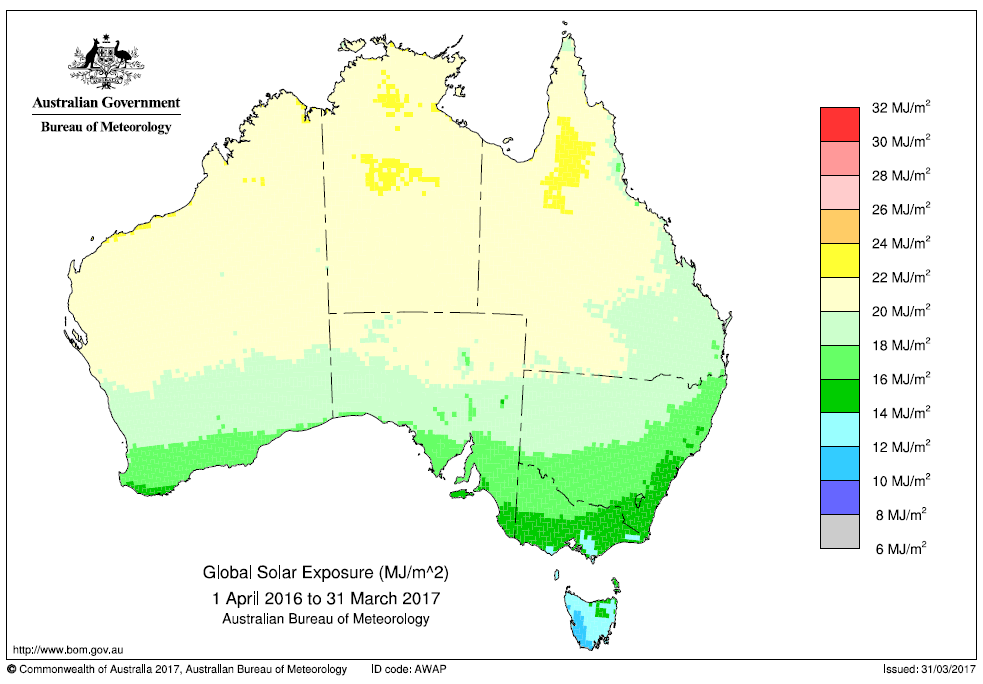 Australian Government
Bureau of Meteorology
32 MJ/m²
30 MJ/m²
28 MJ/m²
26 MJ/m²
24 MJ/m²
22 MJ/m²
20 MJ/m²
18 MJ/m²
16 MJ/m²
14 MJ/m²
12 MJ/m²
10 MJ/m²
8 MJ/m²
6 MJ/m²
Global Solar Exposure (MJ/m^2)
1 April 2016 to 31 March 2017
Australian Bureau of Meteorology
http://www.bom.gov.au
© Commonwealth of Australia 2017, Australian Bureau of Meteorology ID code: AWAP Issued: 31/03/2017